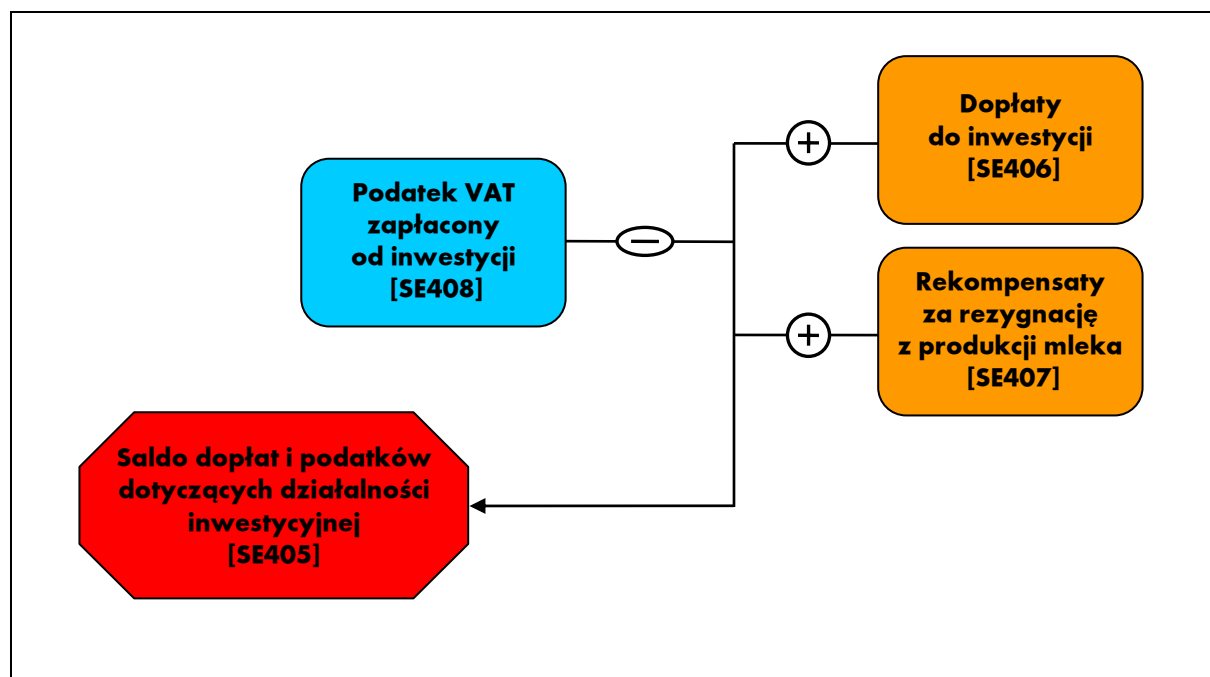 Dopłaty
do inwestycji
[SE406]
Podatek VAT
zapłacony
od inwestycji
[SE408]
Rekompensaty
za rezygnację
z produkcji mleka
[SE407]
Saldo dopłat i podatków
dotyczących działalności
inwestycyjnej
[SE405]